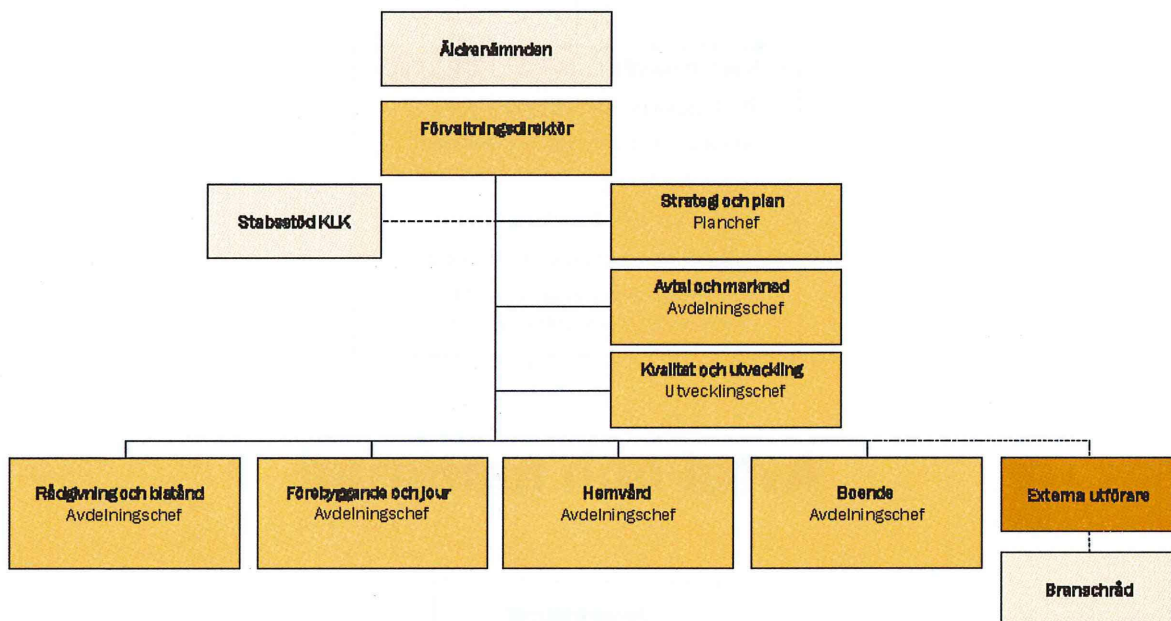 Äldrenämnden
Förvaltningsdirektör
Stabsstöd KLK
Strategi och plan
Planchef
Avtal och marknad
Avdelningschef
Kvalitet och utveckling
Utvecklingschef
Rådgivning och bistånd
Avdelningschef
Förebyggande och jour
Avdelningschef
Hemvård
Avdelningschef
Boende
Avdelningschef
Externa utförare
Branschråd